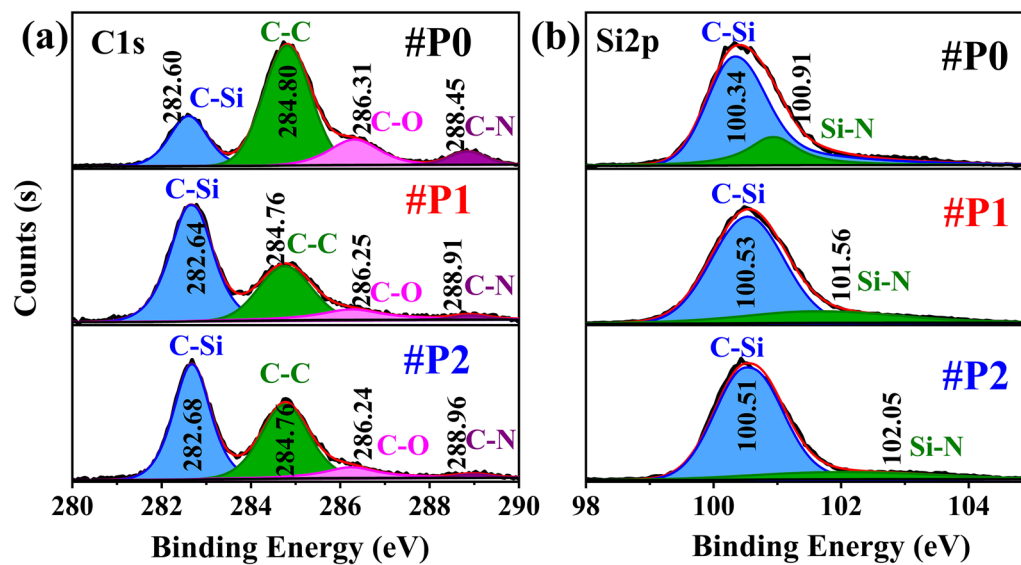 (a) C1s
#P0
282.60
C-Si
C-C
284.80
286.31
C-O
288.45
C-N
#P1
C-Si
282.64
284.76
C-C
286.25
C-O
288.91
C-N
#P2
C-Si
282.68
C-C
284.76
286.24
C-O
288.96
C-N
Counts (s)
280 282 284 286 288 290
Binding Energy (eV)
(b) Si2p
#P0
C-Si
100.34
100.91
Si-N
#P1
C-Si
100.53
101.56
Si-N
#P2
C-Si
100.51
102.05
Si-N
98 100 102 104
Binding Energy (eV)